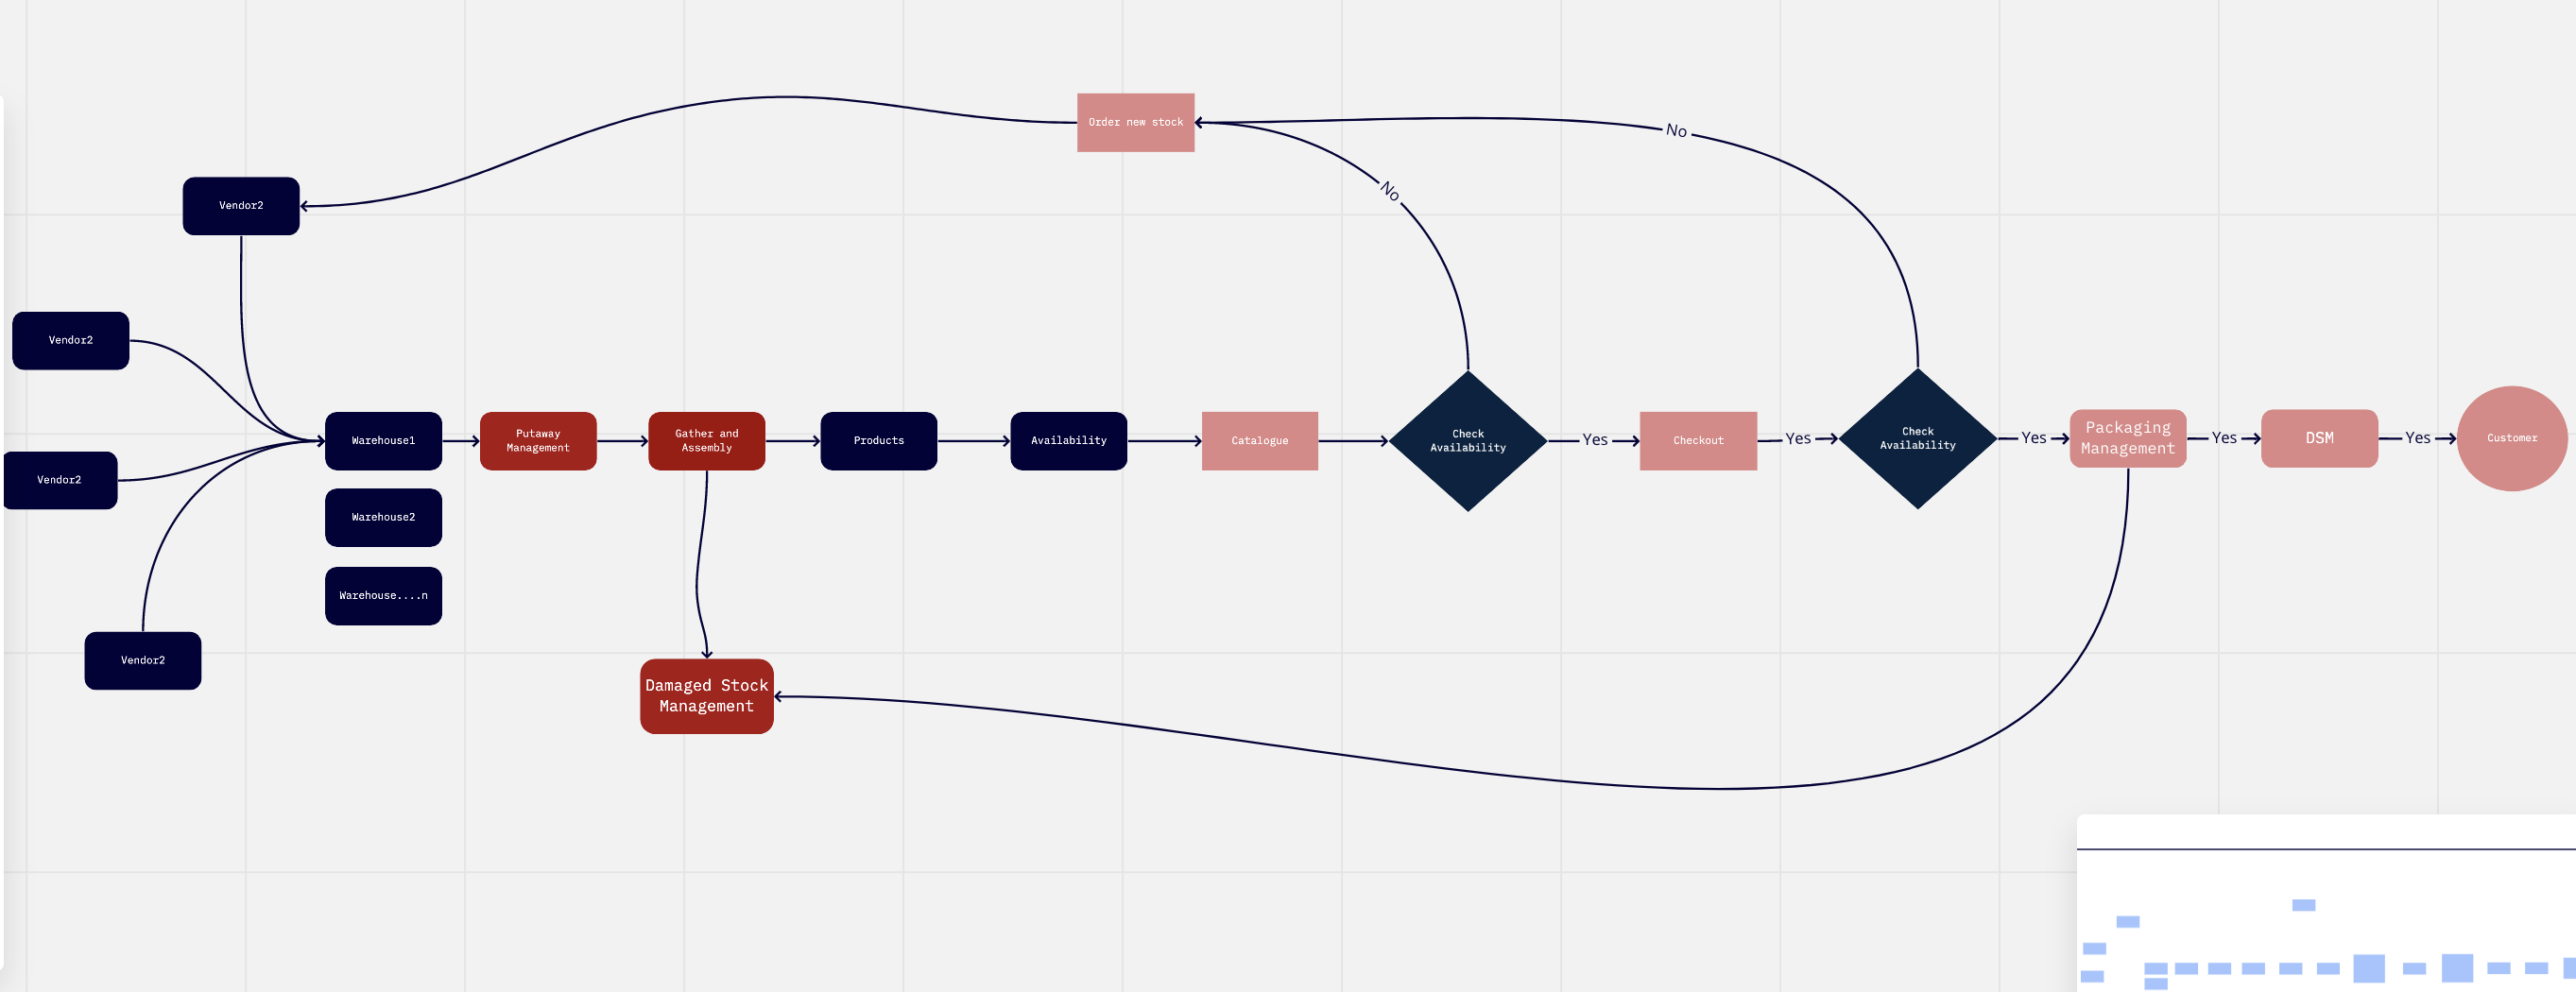 Order new stock
No
No
Vendor2
Vendor2
Vendor2
Vendor2
Warehouse1
Warehouse2
Warehouse....n
Putaway
Management
Gather and
Assembly
Damaged Stock
Management
Products
Availability
Catalogue
Check
Availability
Yes
Checkout
Yes
Check
Availability
Yes
Packaging
Management
Yes
DSM
Yes
Customer